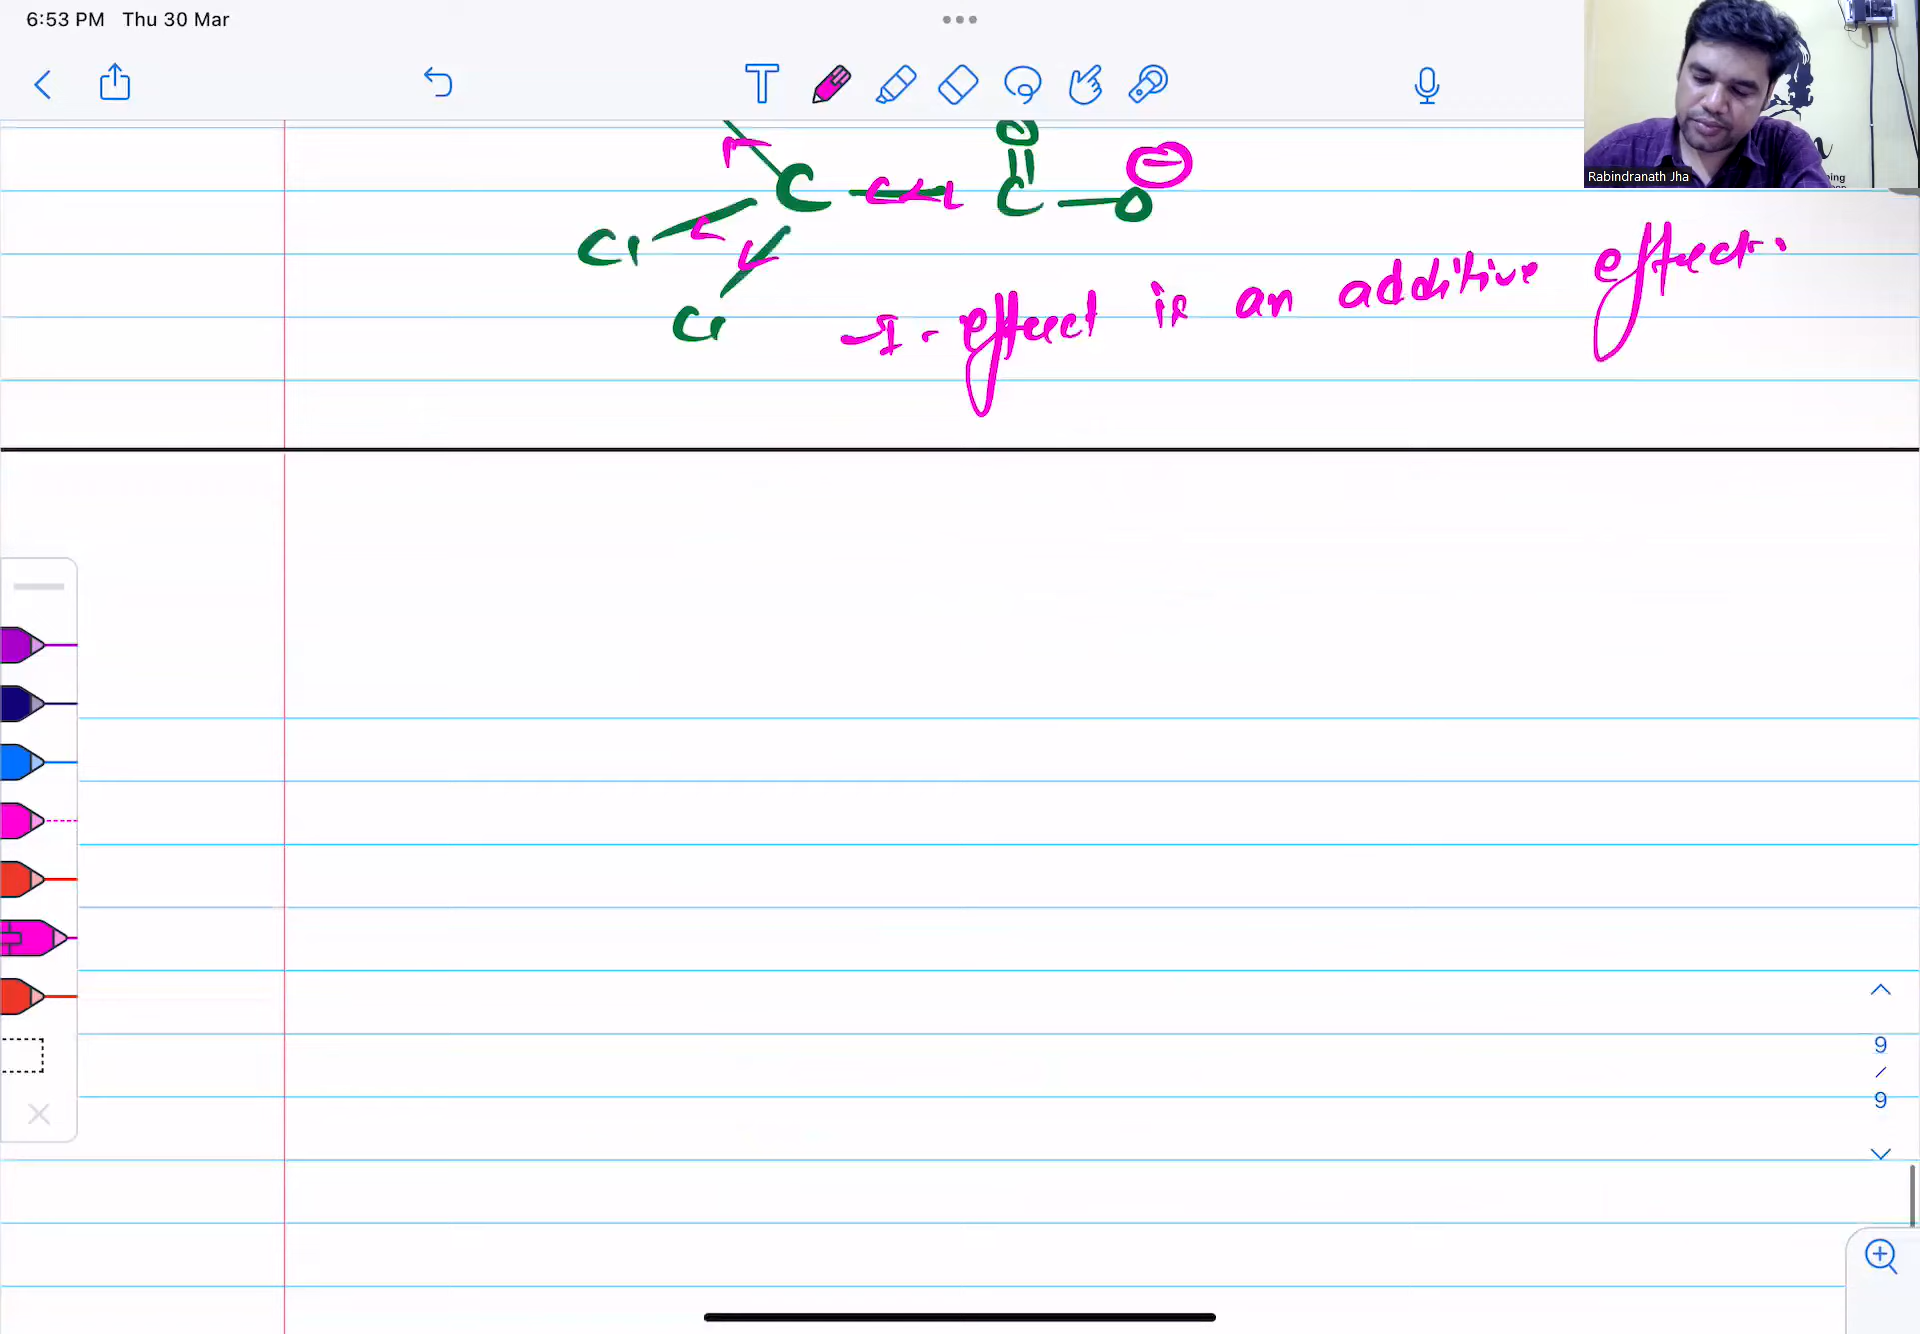 6:53 PM Thu 30 Mar
O
C C O
Cl
Cl
-I. effect is an additive effect.
Rabindranath Jha
9
/
9